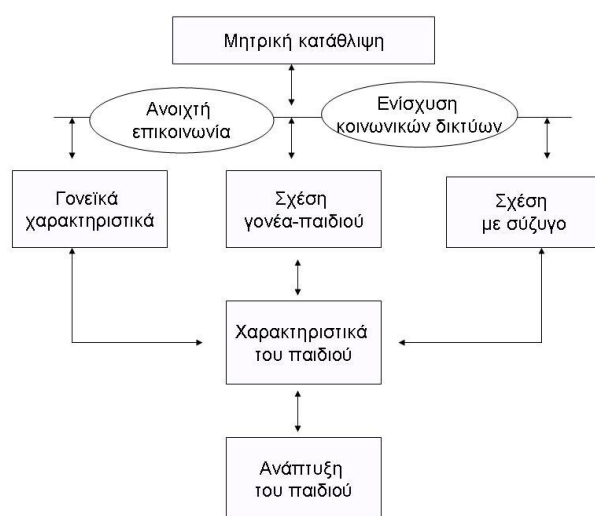 Μητρική κατάθλιψη
Ανοιχτή
επικοινωνία
Ενίσχυση
κοινωνικών δικτύων
Γονεϊκά
χαρακτηριστικά
Σχέση
γονέα-παιδιού
Σχέση
με σύζυγο
Χαρακτηριστικά
του παιδιού
Ανάπτυξη
του παιδιού